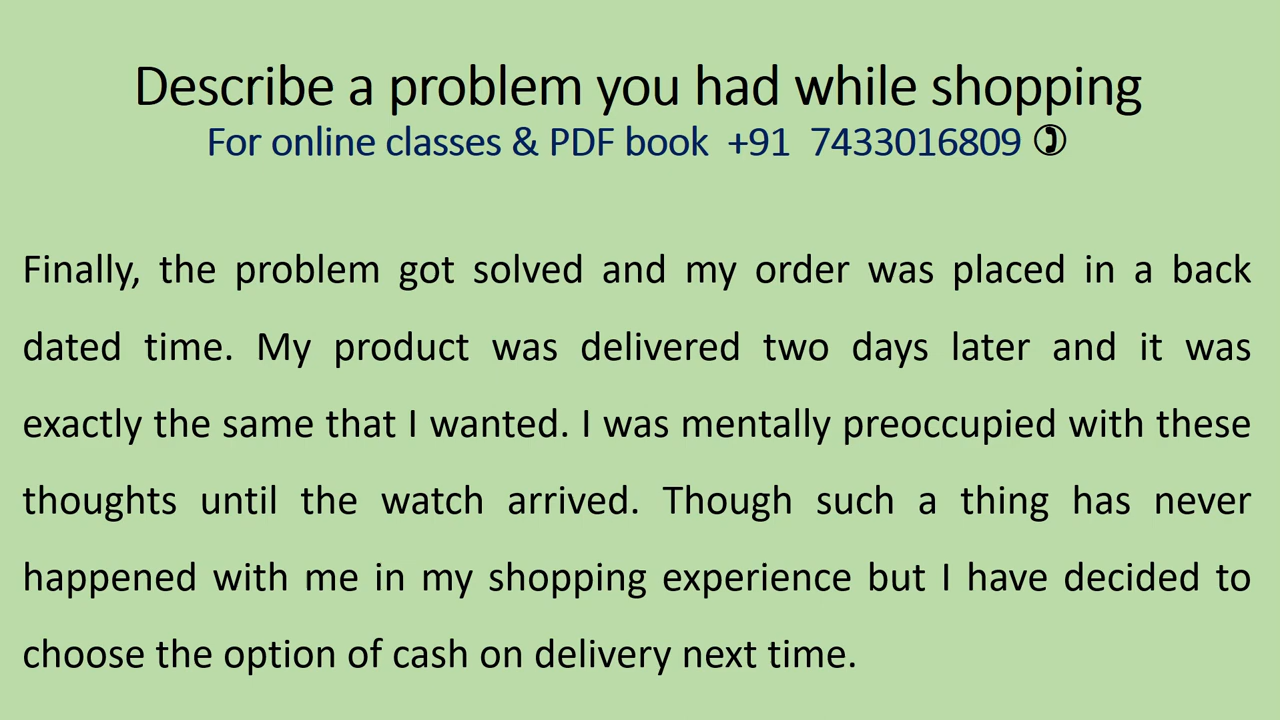 Describe a problem you had while shopping
For online classes & PDF book +91 7433016809 ✆
Finally, the problem got solved and my order was placed in a back
dated time. My product was delivered two days later and it was
exactly the same that I wanted. I was mentally preoccupied with these
thoughts until the watch arrived. Though such a thing has never
happened with me in my shopping experience but I have decided to
choose the option of cash on delivery next time.